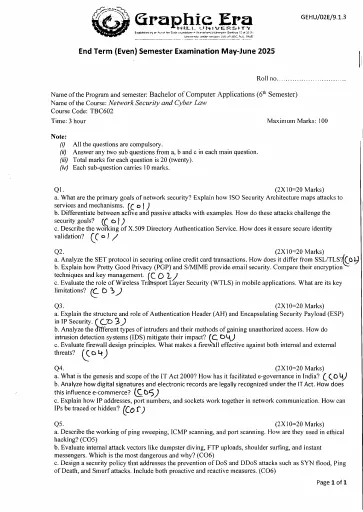 GEHU/02E/9.1.3
Graphic Era
HILL UNIVERSITY
End Term (Even) Semester Examination May-June 2025
Roll no..............................
Name of the Program and semester: Bachelor of Computer Applications (6th Semester)
Name of the Course: Network Security and Cyber Law
Course Code: TBC602
Time: 3 hour Maximum Marks: 100
Note:
(i) All the questions are compulsory.
(ii) Answer any two sub questions from a, b and c in each main question.
(iii) Total marks for each question is 20 (twenty).
(iv) Each sub-question carries 10 marks.
Q1. (2X10=20 Marks)
a. What are the primary goals of network security? Explain how ISO Security Architecture maps attacks to
services and mechanisms. (CO1)
b. Differentiate between active and passive attacks with examples. How do these attacks challenge the
security goals? (CO1)
c. Describe the working of X.509 Directory Authentication Service. How does it ensure secure identity
validation? (CO1)
Q2. (2X10=20 Marks)
a. Analyze the SET protocol in securing online credit card transactions. How does it differ from SSL/TLS?
b. Explain how Pretty Good Privacy (PGP) and S/MIME provide email security. Compare their encryption
techniques and key management. (CO2)
c. Evaluate the role of Wireless Transport Layer Security (WTLS) in mobile applications. What are its key
limitations? (CO3)
Q3. (2X10=20 Marks)
a. Explain the structure and role of Authentication Header (AH) and Encapsulating Security Payload (ESP)
in IP Security. (CO3)
b. Analyze the different types of intruders and their methods of gaining unauthorized access. How do
intrusion detection systems (IDS) mitigate their impact? (CO4)
c. Evaluate firewall design principles. What makes a firewall effective against both internal and external
threats? (CO4)
Q4. (2X10=20 Marks)
a. What is the genesis and scope of the IT Act 2000? How has it facilitated e-governance in India?
b. Analyze how digital signatures and electronic records are legally recognized under the IT Act. How does
this influence e-commerce? (CO5)
c. Explain how IP addresses, port numbers, and sockets work together in network communication. How can
IPs be traced or hidden?
Q5. (2X10=20 Marks)
a. Describe the working of ping sweeping, ICMP scanning, and port scanning. How are they used in ethical
hacking? (CO5)
b. Evaluate internal attack vectors like dumpster diving, FTP uploads, shoulder surfing, and instant
messengers. Which is the most dangerous and why? (CO6)
c. Design a security policy that addresses the prevention of DoS and DDoS attacks such as SYN flood, Ping
of Death, and Smurf attacks. Include both proactive and reactive measures. (CO6)
Page 1 of 1